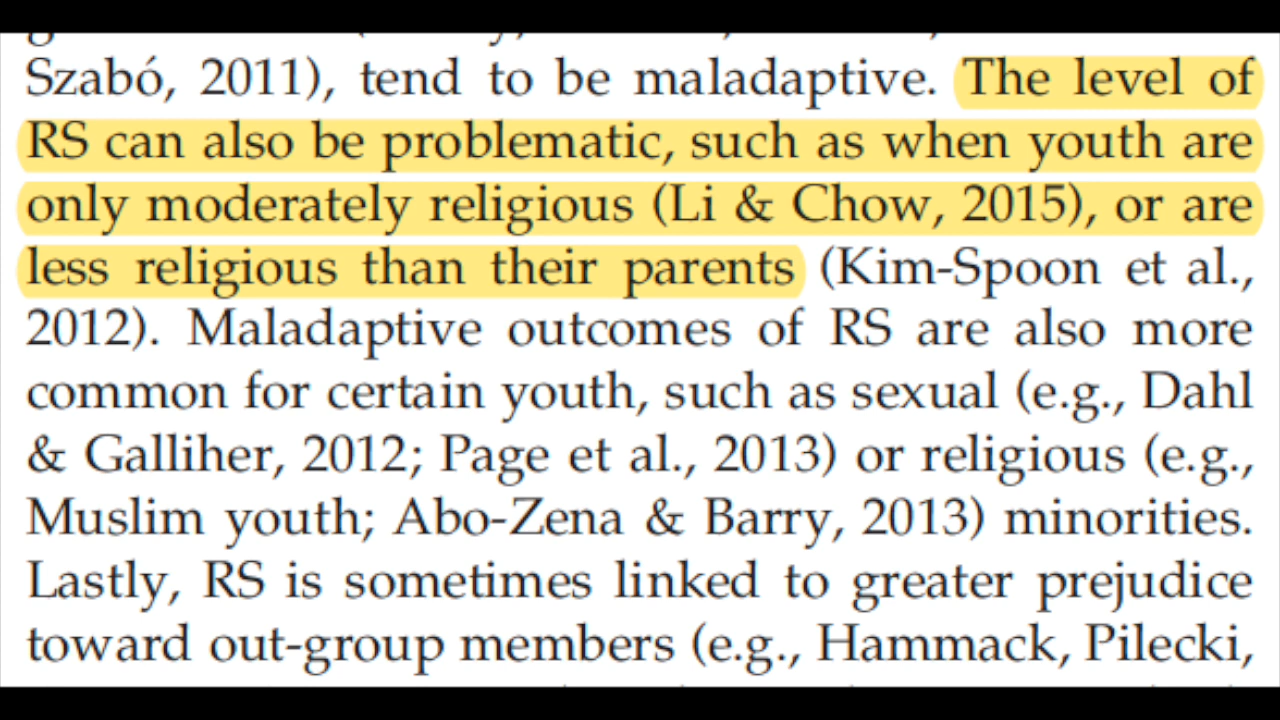 Szabó, 2011), tend to be maladaptive. The level of
RS can also be problematic, such as when youth are
only moderately religious (Li & Chow, 2015), or are
less religious than their parents (Kim-Spoon et al.,
2012). Maladaptive outcomes of RS are also more
common for certain youth, such as sexual (e.g., Dahl
& Galliher, 2012; Page et al., 2013) or religious (e.g.,
Muslim youth; Abo-Zena & Barry, 2013) minorities.
Lastly, RS is sometimes linked to greater prejudice
toward out-group members (e.g., Hammack, Pilecki,